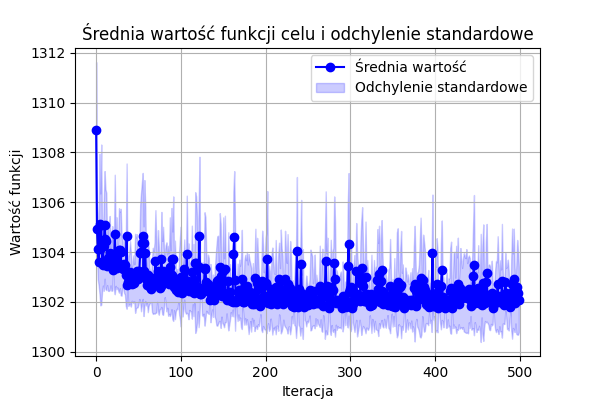 Średnia wartość funkcji celu i odchylenie standardowe
Średnia wartość
Odchylenie standardowe
Wartość funkcji
1312
1310
1308
1306
1304
1302
1300
0 100 200 300 400 500
Iteracja